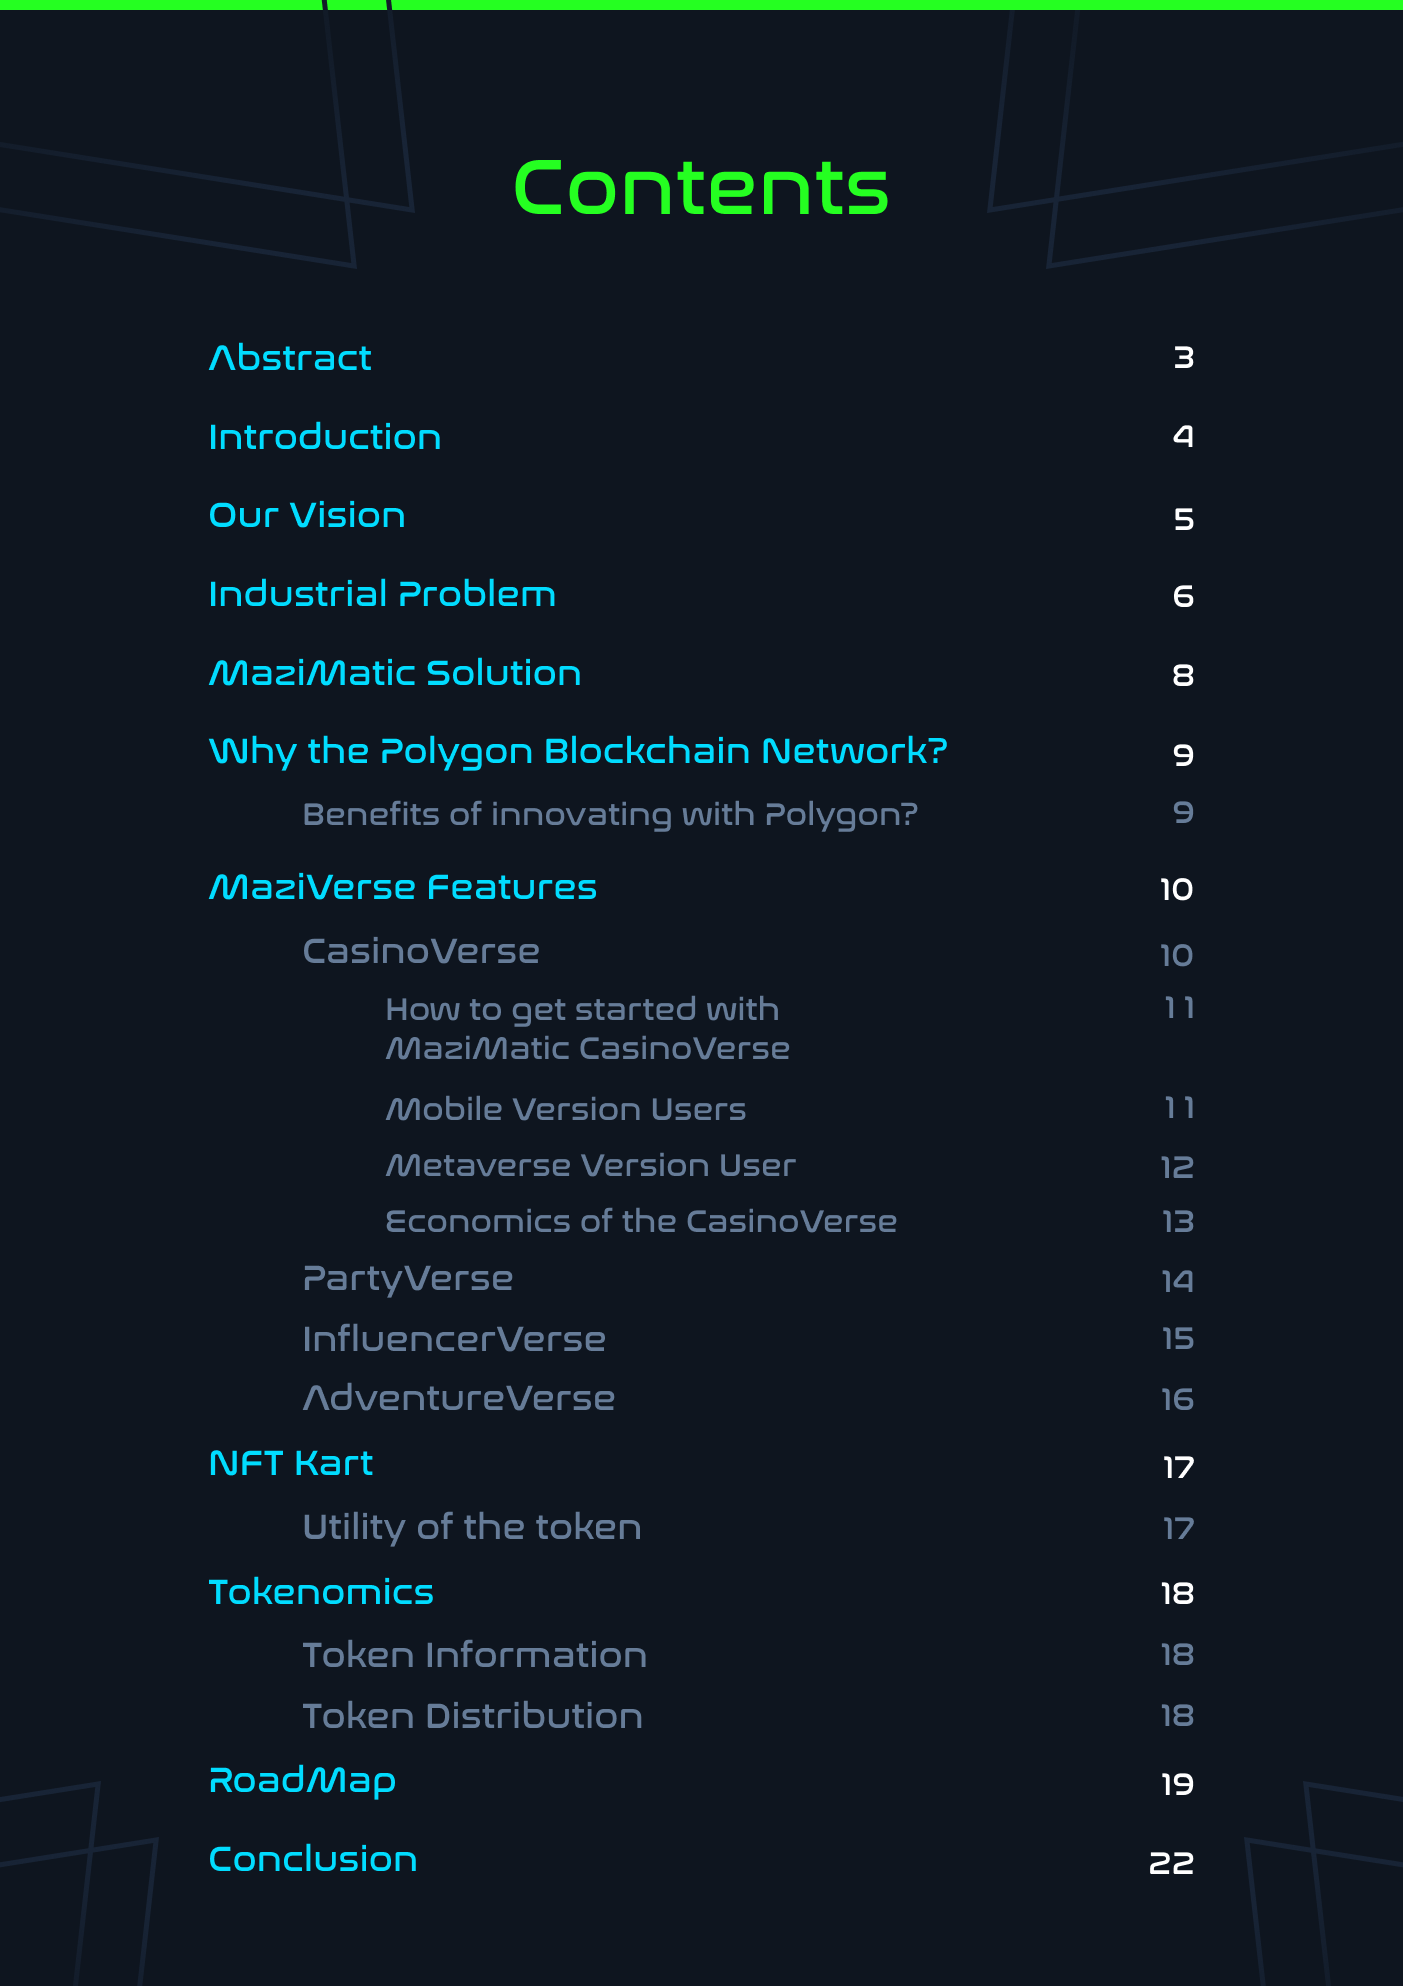 Contents
Abstract 3
Introduction 4
Our Vision 5
Industrial Problem 6
MaziMatic Solution 8
Why the Polygon Blockchain Network? 9
Benefits of innovating with Polygon? 9
MaziVerse Features 10
CasinoVerse 10
How to get started with 11
MaziMatic CasinoVerse
Mobile Version Users 11
Metaverse Version User 12
Economics of the CasinoVerse 13
PartyVerse 14
InfluencerVerse 15
AdventureVerse 16
NFT Kart 17
Utility of the token 17
Tokenomics 18
Token Information 18
Token Distribution 18
RoadMap 19
Conclusion 22